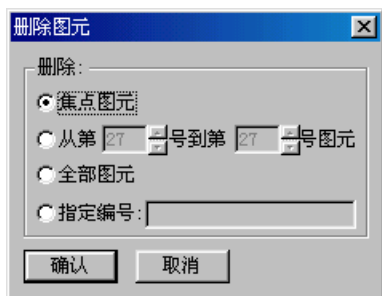 删除图元
删除:
焦点图元
从第 27 号到第 27 号图元
全部图元
指定编号:
确认 取消